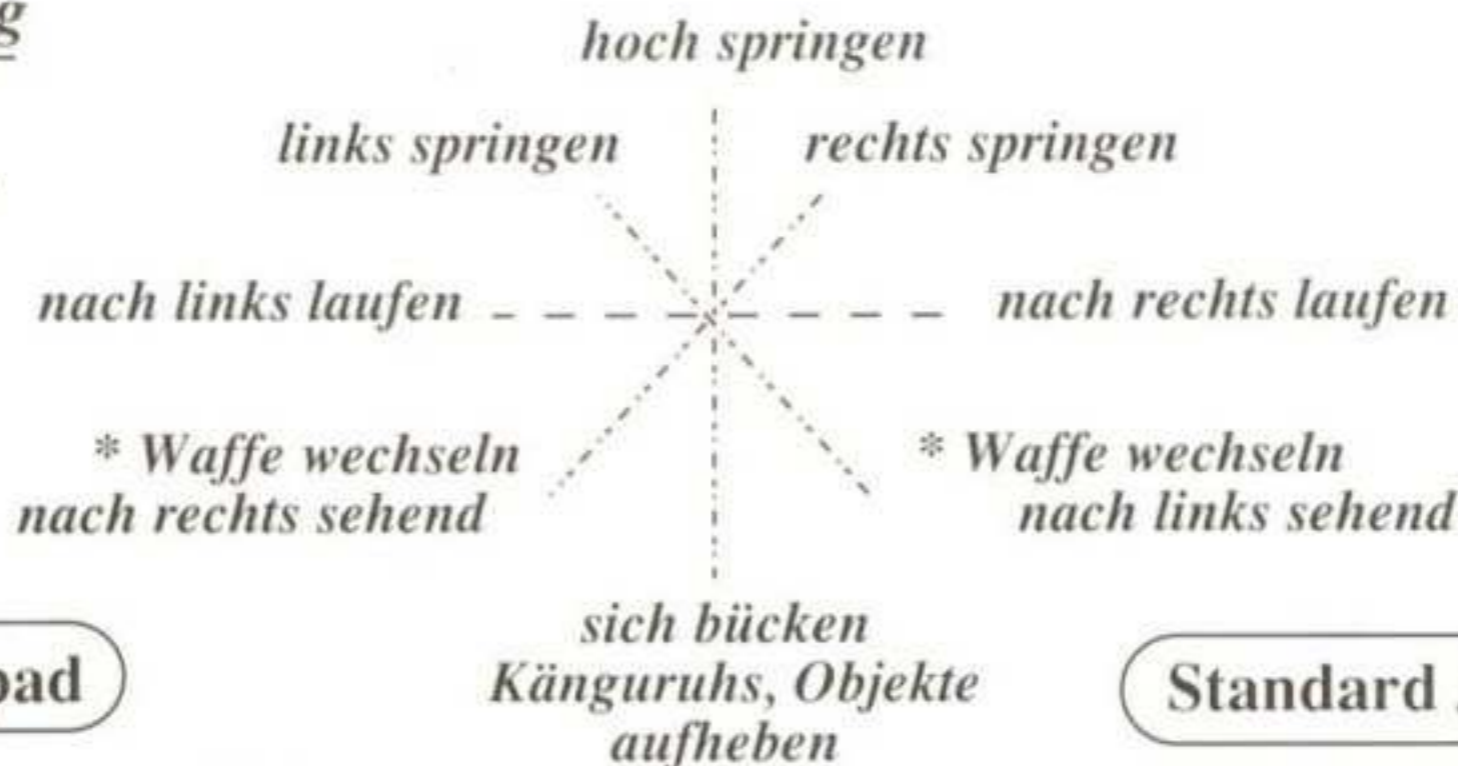 hoch springen
links springen rechts springen
nach links laufen nach rechts laufen
* Waffe wechseln * Waffe wechseln
nach rechts sehend nach links sehend
sich bücken
Känguruhs, Objekte
aufheben
Standard